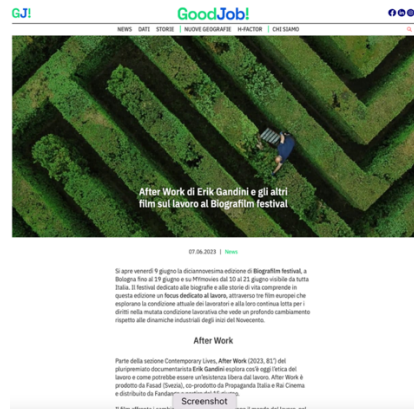 GJ!
GoodJob!
NEWS DATI STORIE | NUOVE GEOGRAFIE H-FACTOR | CHI SIAMO
After Work di Erik Gandini e gli altri
film sul lavoro al Biografilm festival
07.06.2023 | News
Si apre venerdì 9 giugno la diciannovesima edizione di Biografilm festival, a
Bologna fino al 19 giugno e su MYmovies dal 10 al 21 giugno visibile da tutta
Italia. Il festival dedicato alle biografie e alle storie di vita comprende in
questa edizione un focus dedicato al lavoro, attraverso tre film europei che
esplorano la condizione attuale dei lavoratori e alla loro continua lotta per i
diritti nella mutata condizione lavorativa che vede un profondo cambiamento
rispetto alle dinamiche industriali degli inizi del Novecento.
After Work
Parte della sezione Contemporary Lives, After Work (2023, 81') del
pluripremiato documentarista Erik Gandini esplora cos'è oggi l'etica del
lavoro e come potrebbe essere un'esistenza libera dal lavoro. After Work è
prodotto da Fasad (Svezia), co-prodotto da Propaganda Italia e Rai Cinema
e distribuito da Fandango
Screenshot